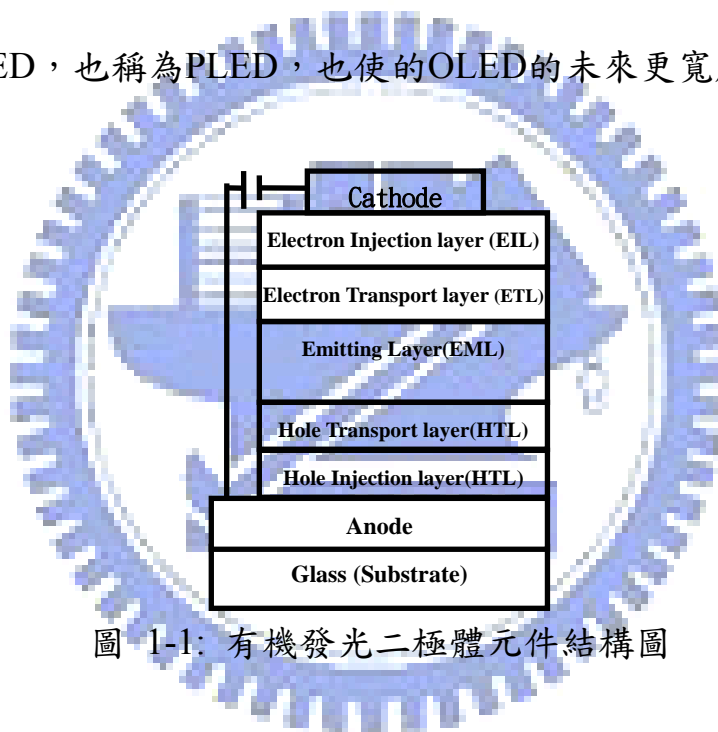 ED，也稱為PLED，也使的OLED的未來更寬
Cathode
Electron Injection layer (EIL)
Electron Transport layer (ETL)
Emitting Layer(EML)
Hole Transport layer(HTL)
Hole Injection layer(HTL)
Anode
Glass (Substrate)
圖 1-1: 有機發光二極體元件結構圖